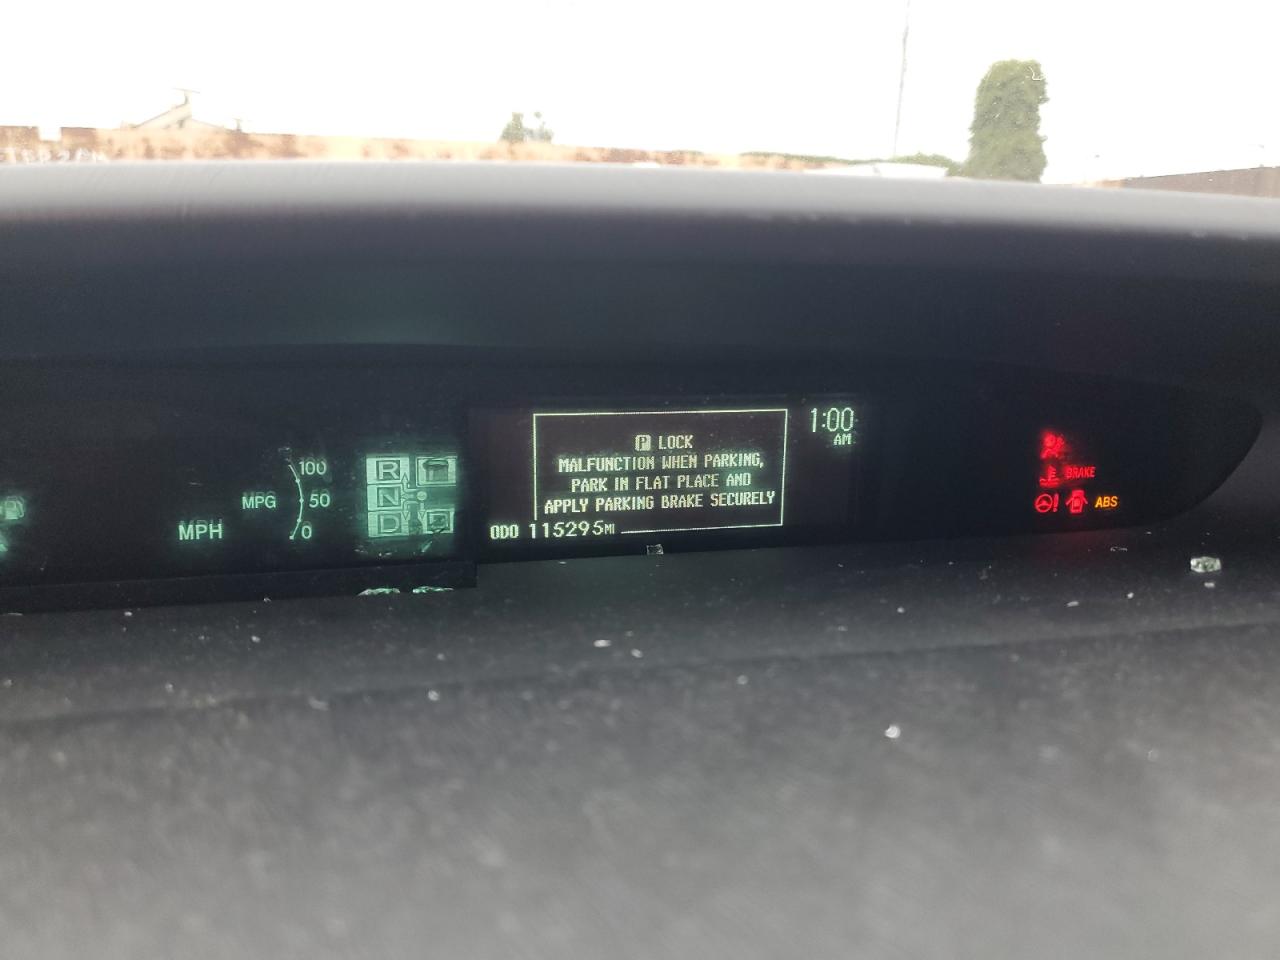 1:00
AM
P LOCK
MALFUNCTION WHEN PARKING,
PARK IN FLAT PLACE AND
APPLY PARKING BRAKE SECURELY
ODO 115295MI
100
MPG 50
0
MPH
R
N
D
BRAKE
ABS